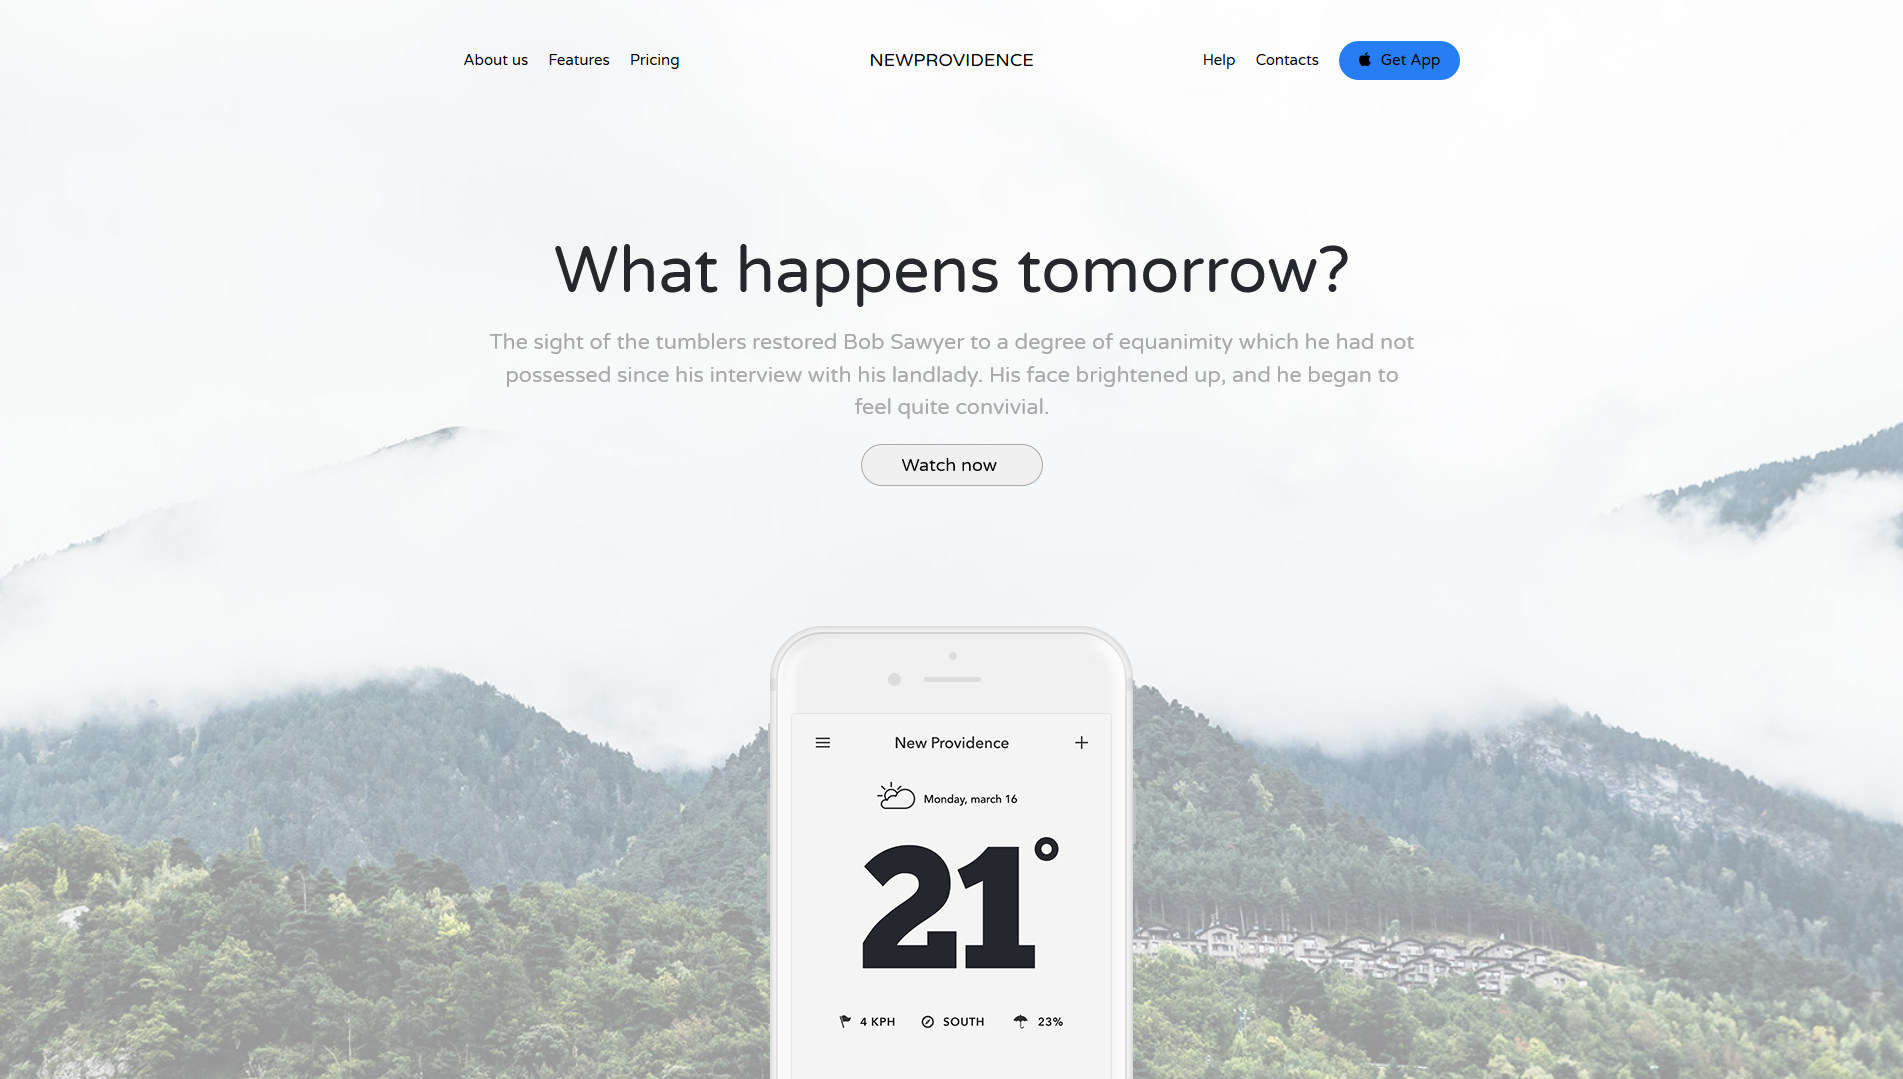 About us Features Pricing NEWPROVIDENCE Help Contacts Get App
What happens tomorrow?
The sight of the tumblers restored Bob Sawyer to a degree of equanimity which he had not
possessed since his interview with his landlady. His face brightened up, and he began to
feel quite convivial.
Watch now
New Providence
Monday, march 16
21°
4 KPH SOUTH 23%